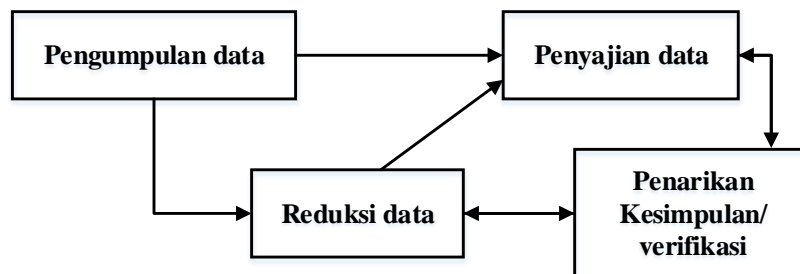 Pengumpulan data
Penyajian data
Reduksi data
Penarikan
Kesimpulan/
verifikasi